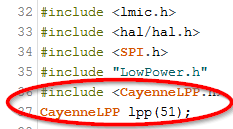 32 #include <lmic.h>
33 #include <hal/hal.h>
34 #include <SPI.h>
35 #include "LowPower.h"
36 #include <CayenneLPP.h>
37 CayenneLPP lpp(51);